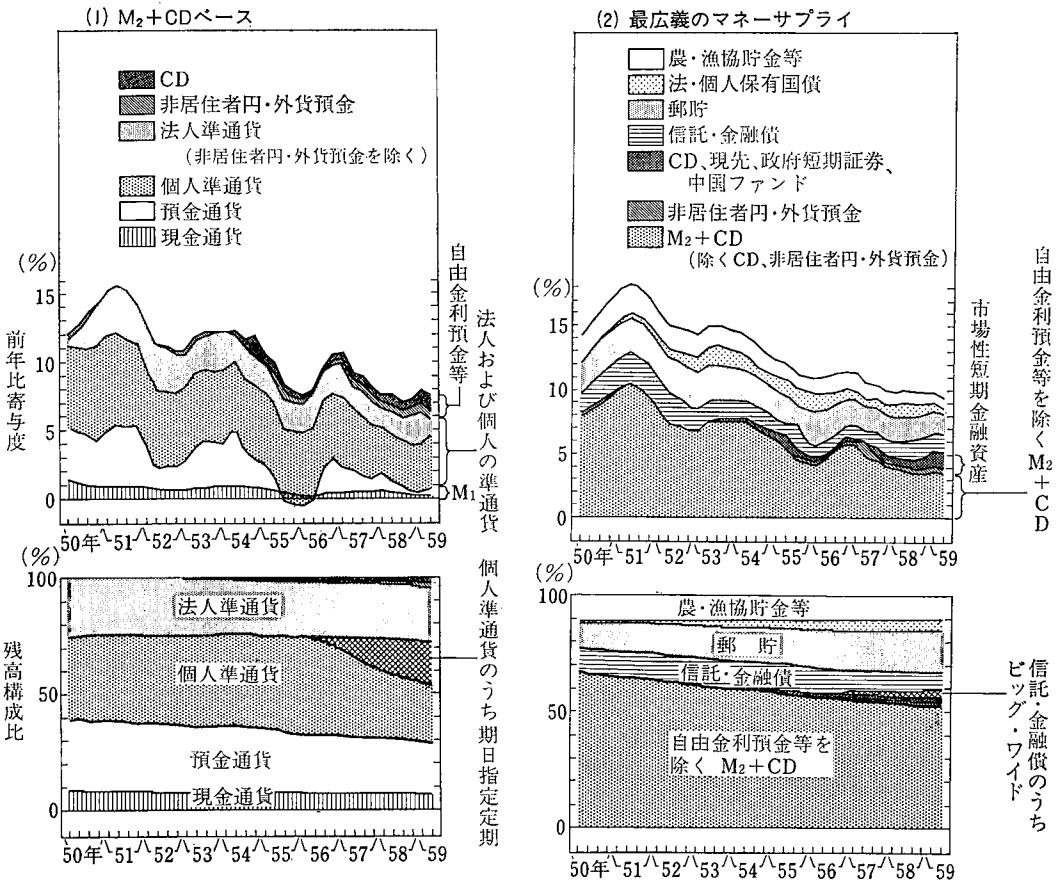 (1) M₂+CDベース
CD
非居住者円・外貨預金
法人準通貨
(非居住者円・外貨預金を除く)
個人準通貨
預金通貨
現金通貨
(%)
15
10
5
0
前年比寄与度
自由金利預金等
法人および個人の準通貨
M₁
50年 51 52 53 54 55 56 57 58 59
(%)
100
50
0
残高構成比
法人準通貨
個人準通貨
預金通貨
現金通貨
個人準通貨のうち期日指定定期
50年 51 52 53 54 55 56 57 58 59
(2) 最広義のマネーサプライ
農・漁協貯金等
法・個人保有国債
郵貯
信託・金融債
CD、現先、政府短期証券、
中国ファンド
非居住者円・外貨預金
M₂+CD
(除くCD、非居住者円・外貨預金)
(%)
15
10
5
0
市場性短期金融資産
自由金利預金等を除くM₂+CD
50年 51 52 53 54 55 56 57 58 59
(%)
100
50
0
農・漁協貯金等
郵貯
信託・金融債
自由金利預金等を
除く M₂+CD
信託・金融債のうち
ビッグ・ワイド
50年 51 52 53 54 55 56 57 58 59